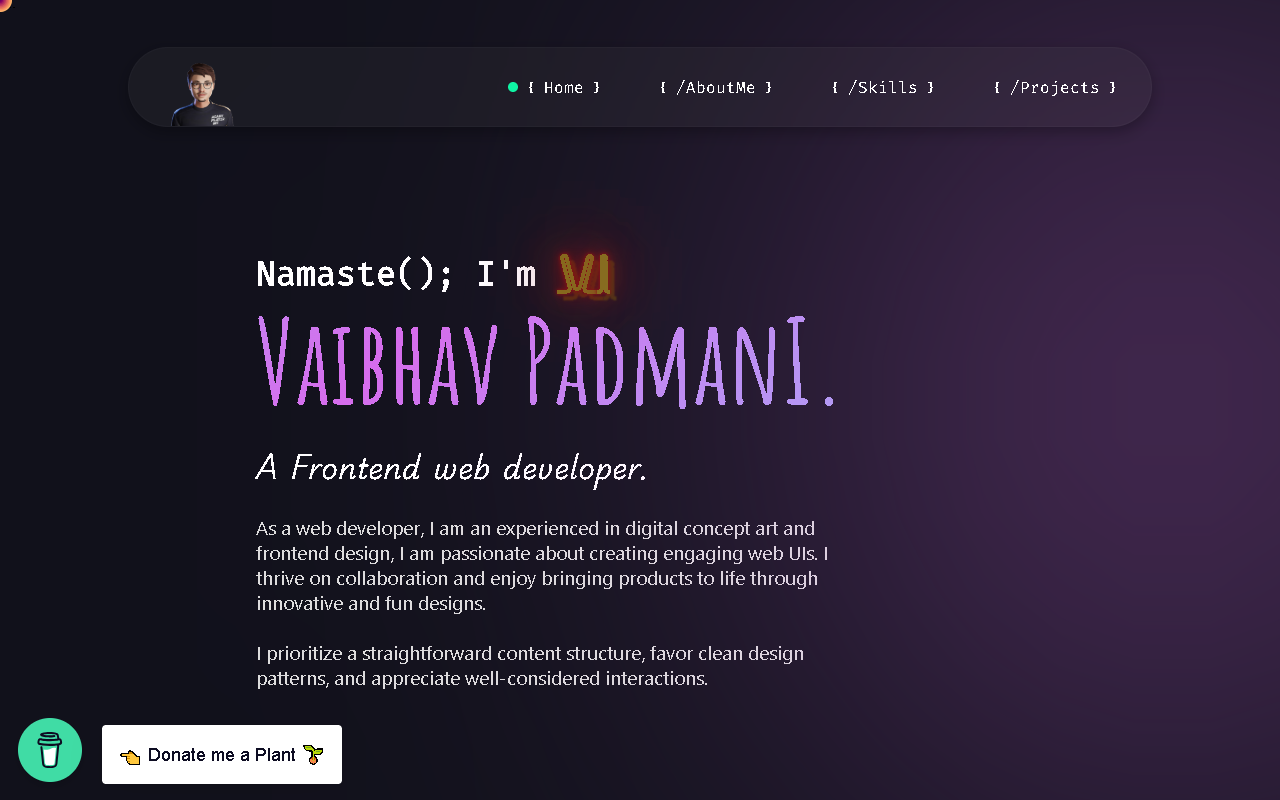 { Home }
{ /AboutMe }
{ /Skills }
{ /Projects }
Namaste(); I'm
VAIBHAV PADMANI.
A Frontend web developer.
As a web developer, I am an experienced in digital concept art and
frontend design, I am passionate about creating engaging web UIs. I
thrive on collaboration and enjoy bringing products to life through
innovative and fun designs.
I prioritize a straightforward content structure, favor clean design
patterns, and appreciate well-considered interactions.
👈 Donate me a Plant 🌱